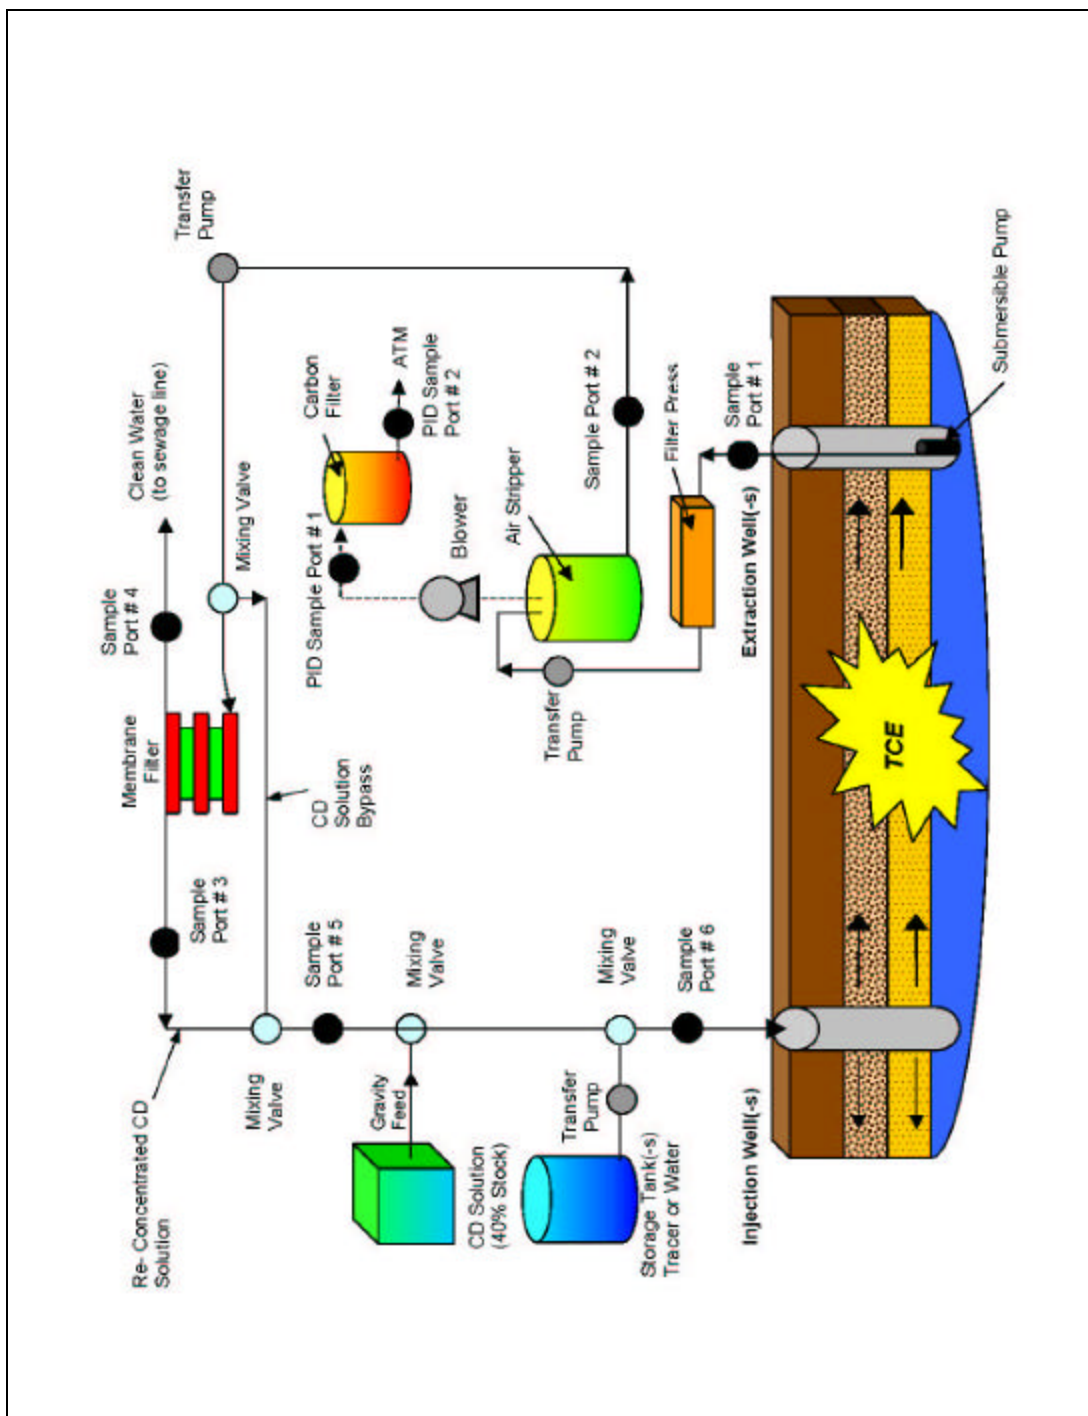 Transfer
Pump
Clean Water
(to sewage line)
Mixing Valve
Sample
Port # 4
Membrane
Filter
Sample
Port # 3
CD
Solution
Bypass
Re- Concentrated CD
Solution
Mixing
Valve
Sample
Port # 5
Mixing Valve
Gravity
Feed
CD Solution
(40% Stock)
Mixing
Valve
Transfer
Pump
Storage Tank(-s)
Tracer or Water
Sample
Port # 6
Injection Well(-s)
Carbon
Filter
ATM
PID Sample
Port # 2
PID Sample Port # 1
Blower
Air Stripper
Transfer
Pump
Sample Port # 2
Filter Press
Sample
Port # 1
Extraction Well(-s)
Submersible Pump
TCE